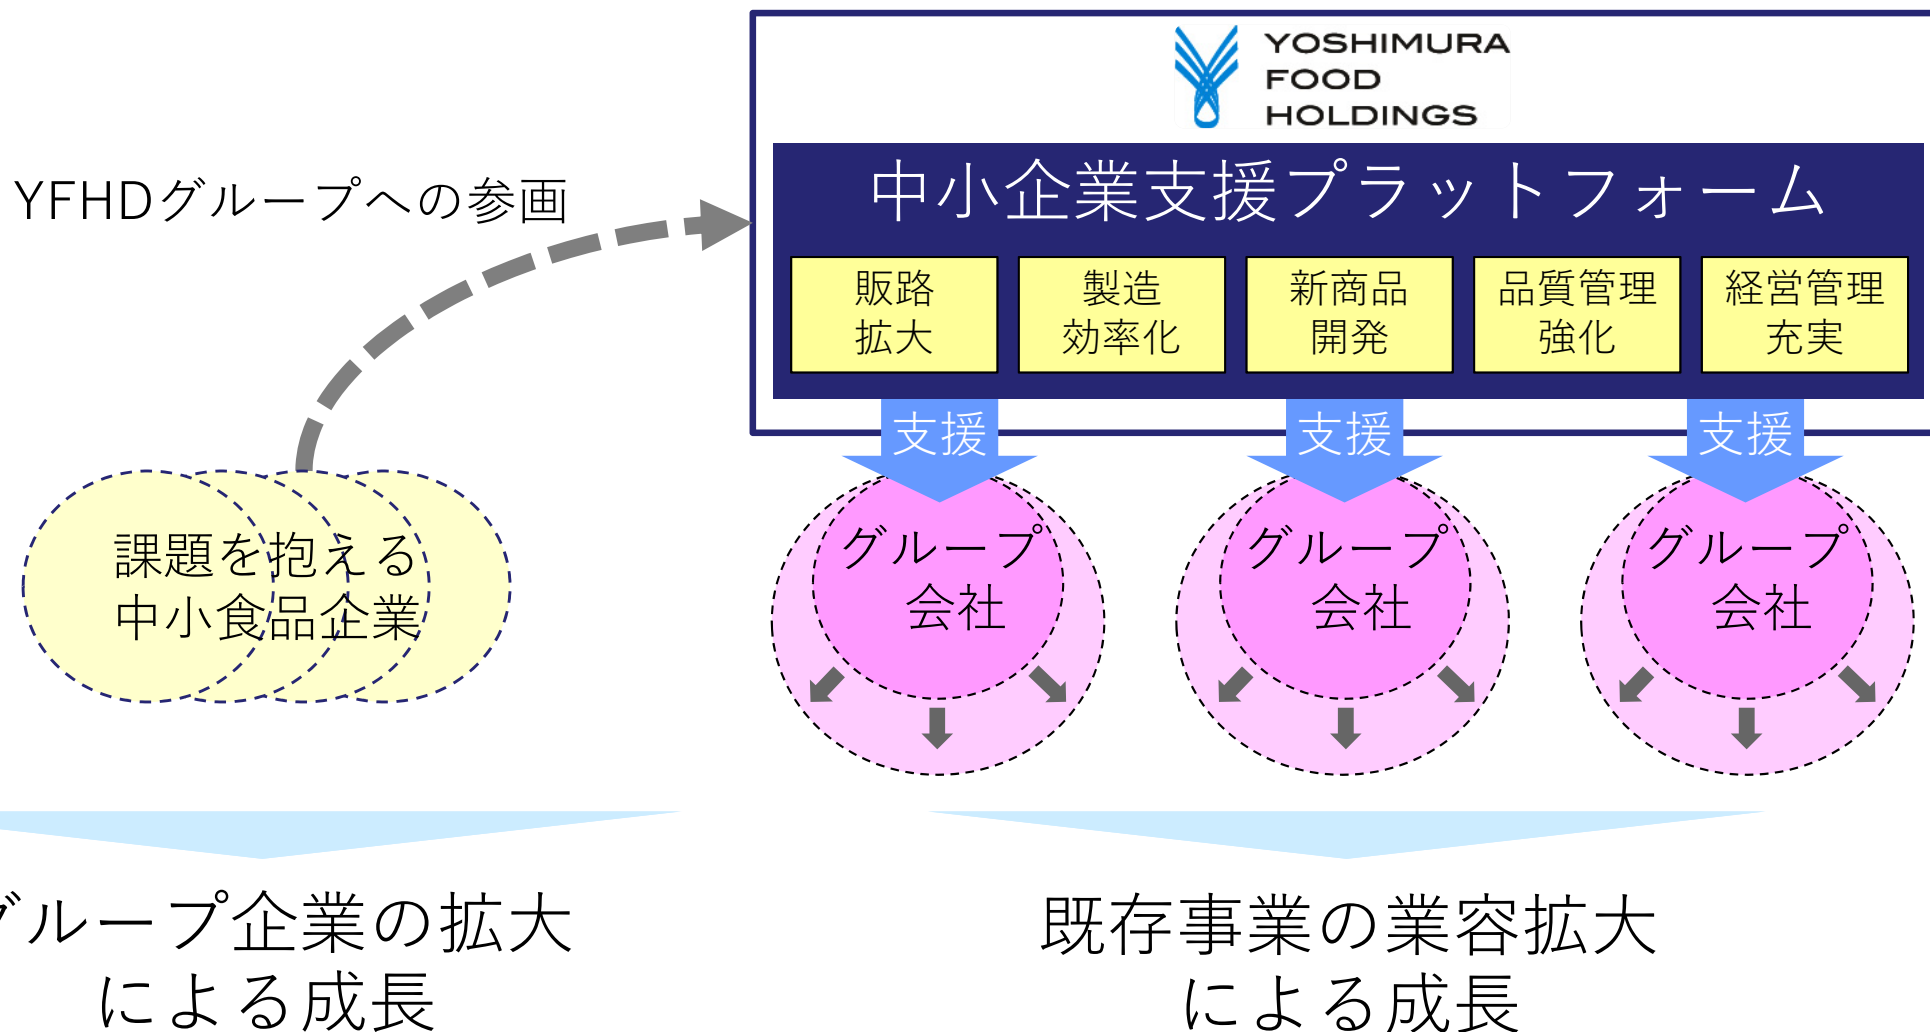 YOSHIMURA
FOOD
HOLDINGS
YFHDグループへの参画
中小企業支援プラットフォーム
販路
拡大
製造
効率化
新商品
開発
品質管理
強化
経営管理
充実
支援
支援
支援
課題を抱える
中小食品企業
グループ
会社
グループ
会社
グループ
会社
グループ企業の拡大
による成長
既存事業の業容拡大
による成長